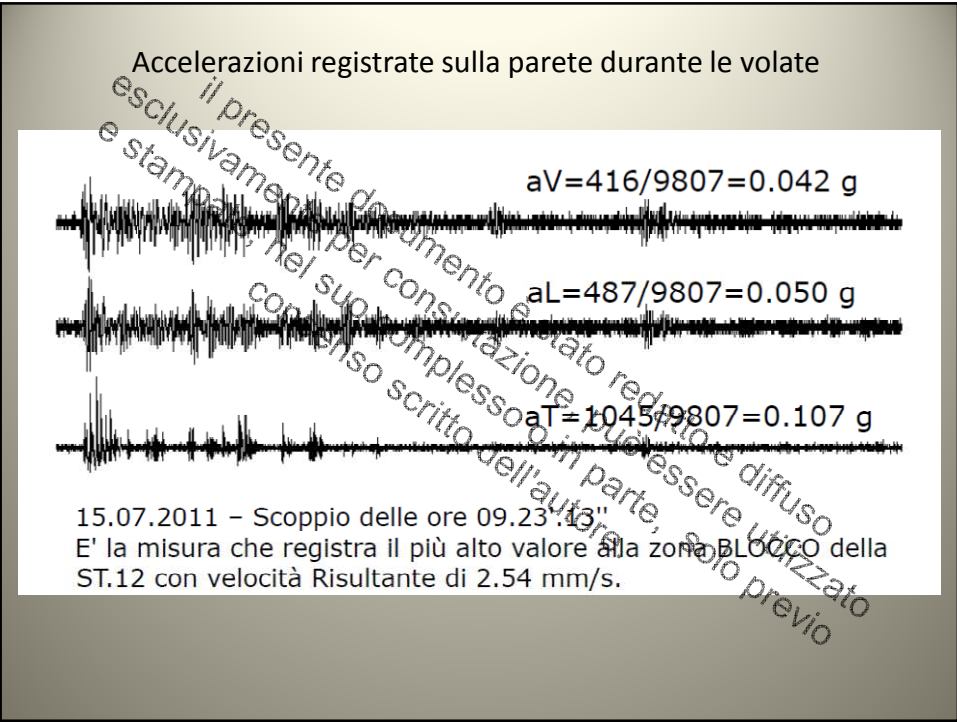 Accelerazioni registrate sulla parete durante le volate
aV=416/9807=0.042 g
aL=487/9807=0.050 g
aT=1045/9807=0.107 g
15.07.2011 – Scoppio delle ore 09.23'.13''
E' la misura che registra il più alto valore alla zona BLOCCO della
ST.12 con velocità Risultante di 2.54 mm/s.
il presente documento è stato redatto e diffuso
esclusivamente per consultazione, può essere utilizzato
e stampato, nel suo complesso o in parte, solo previo
consenso scritto dell'autore.